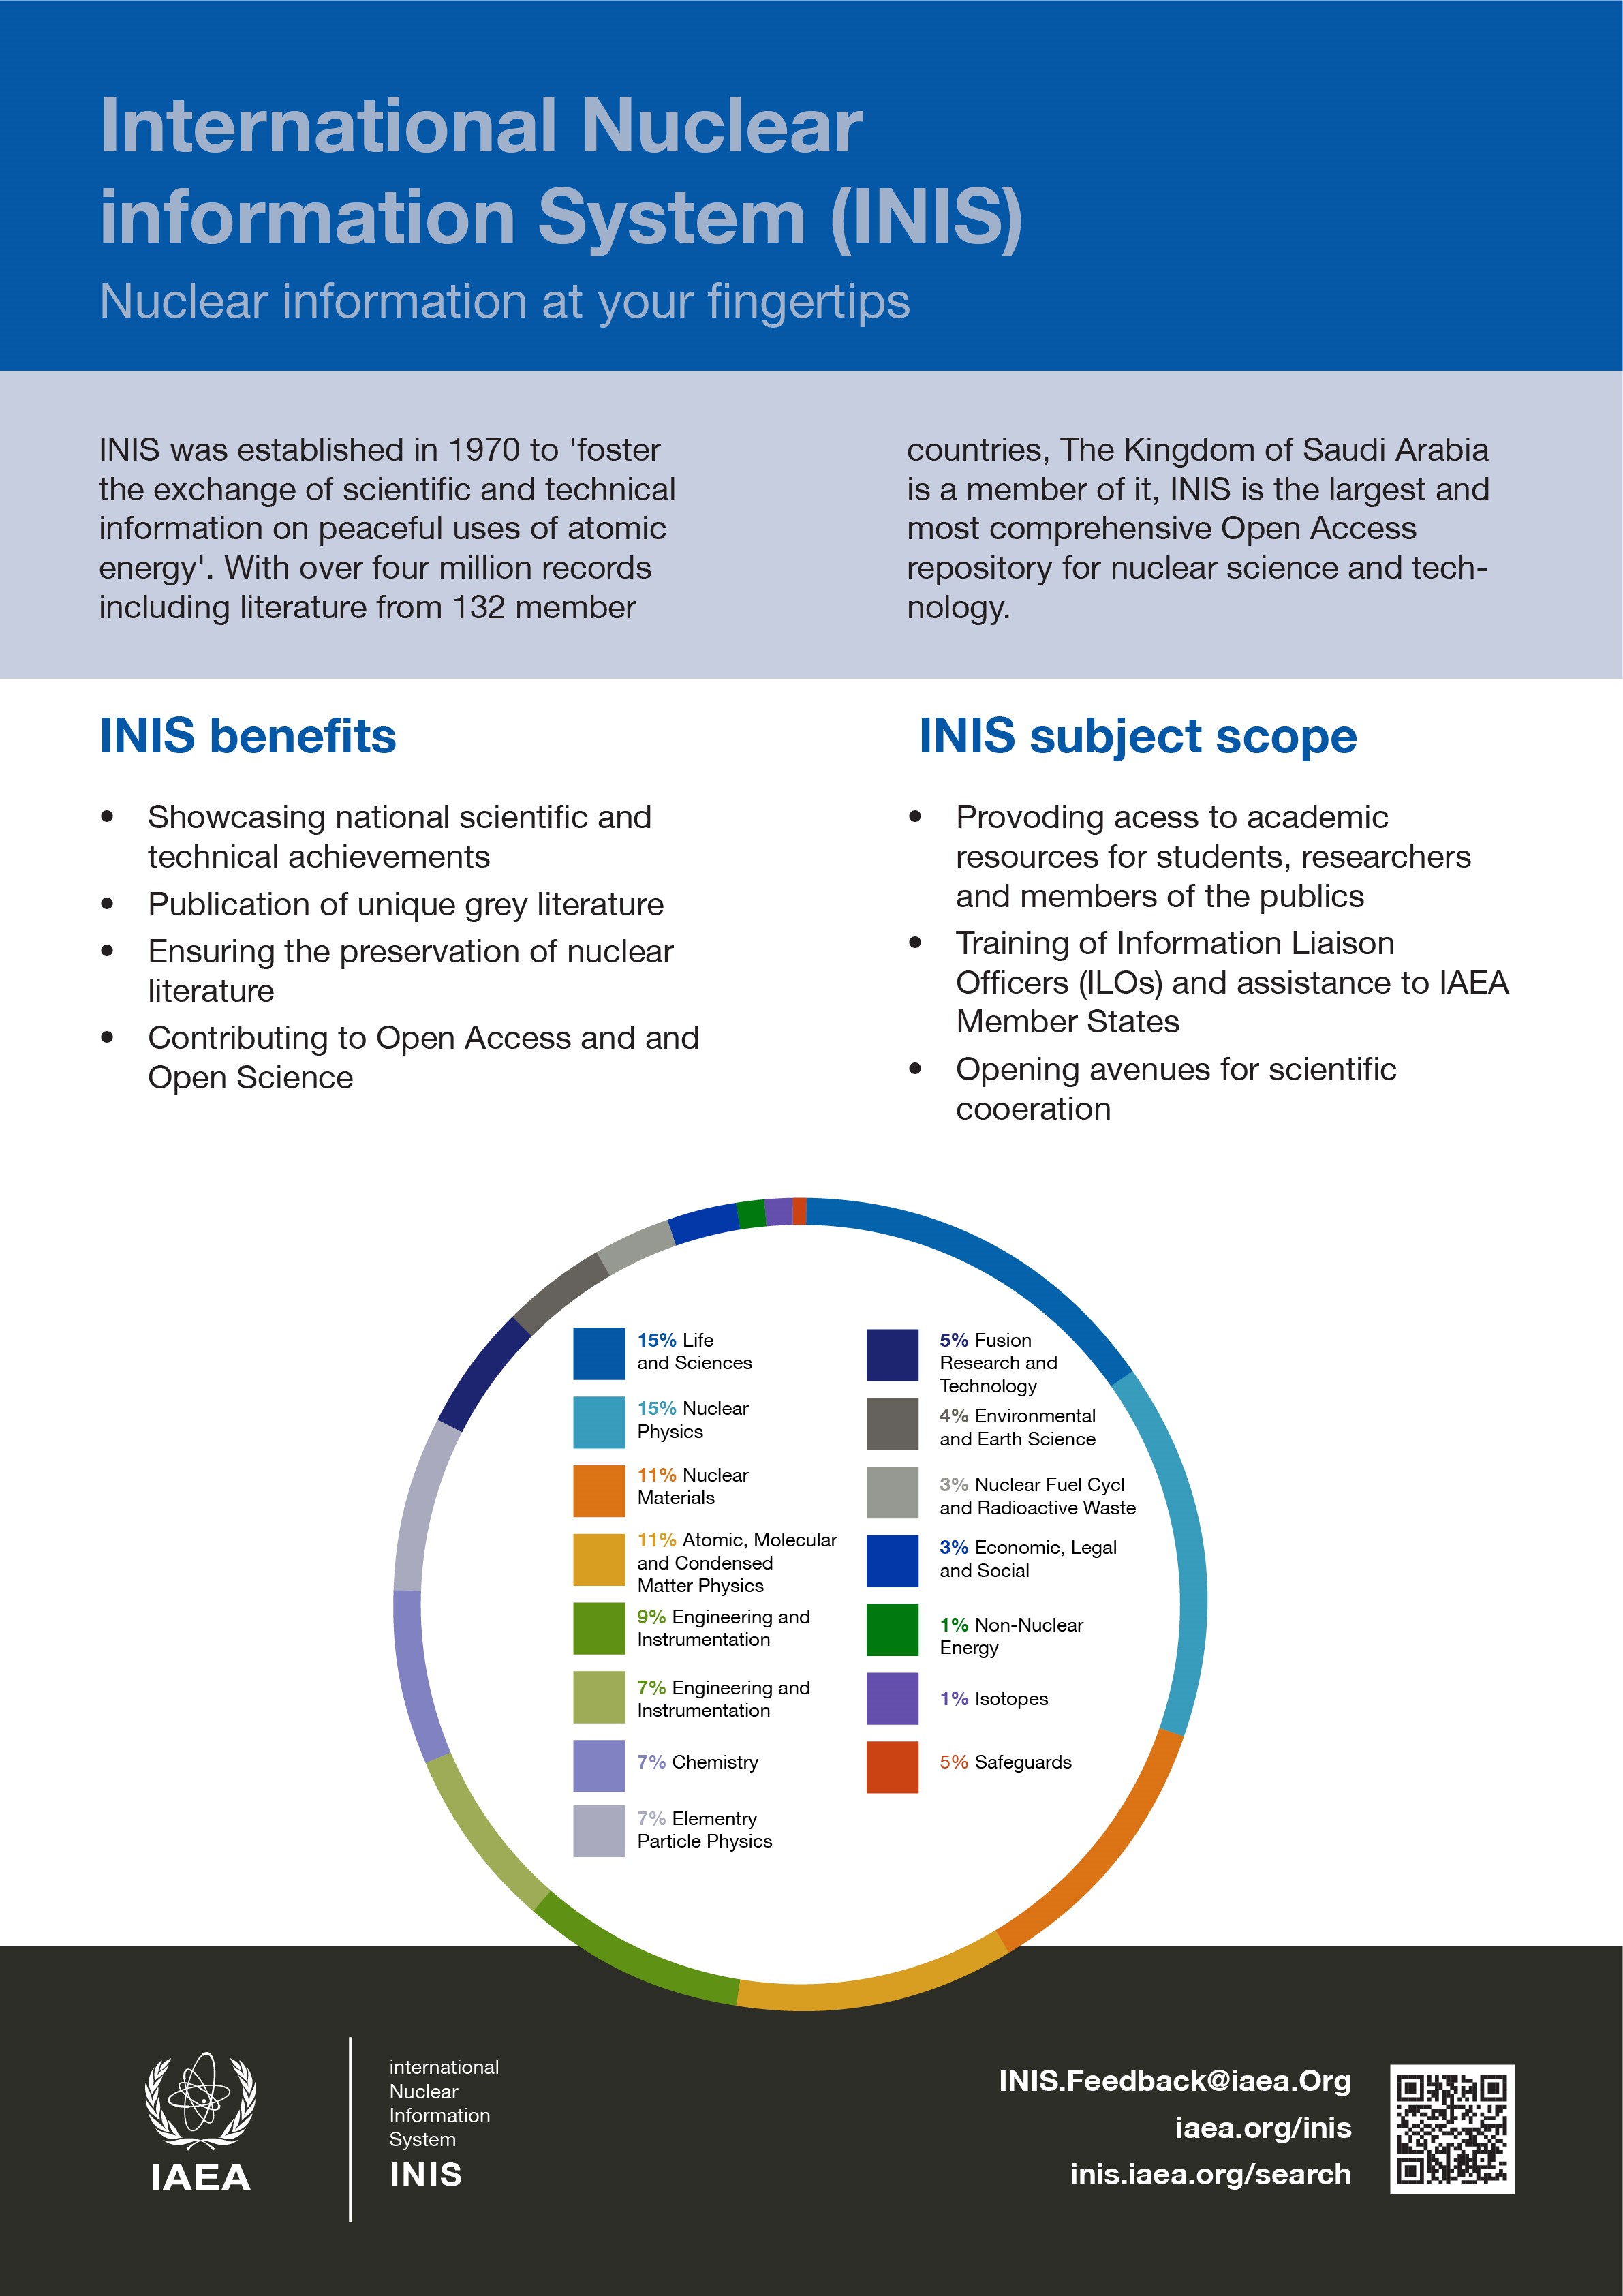 International Nuclear
information System (INIS)
Nuclear information at your fingertips
INIS was established in 1970 to 'foster
the exchange of scientific and technical
information on peaceful uses of atomic
energy'. With over four million records
including literature from 132 member
countries, The Kingdom of Saudi Arabia
is a member of it, INIS is the largest and
most comprehensive Open Access
repository for nuclear science and tech-
nology.
INIS benefits
• Showcasing national scientific and
technical achievements
• Publication of unique grey literature
• Ensuring the preservation of nuclear
literature
• Contributing to Open Access and and
Open Science
INIS subject scope
• Provoding acess to academic
resources for students, researchers
and members of the publics
• Training of Information Liaison
Officers (ILOs) and assistance to IAEA
Member States
• Opening avenues for scientific
cooeration
15% Life
and Sciences
15% Nuclear
Physics
11% Nuclear
Materials
11% Atomic, Molecular
and Condensed
Matter Physics
9% Engineering and
Instrumentation
7% Engineering and
Instrumentation
7% Chemistry
7% Elementry
Particle Physics
5% Fusion
Research and
Technology
4% Environmental
and Earth Science
3% Nuclear Fuel Cycl
and Radioactive Waste
3% Economic, Legal
and Social
1% Non-Nuclear
Energy
1% Isotopes
5% Safeguards
IAEA
international
Nuclear
Information
System
INIS
INIS.Feedback@iaea.Org
iaea.org/inis
inis.iaea.org/search